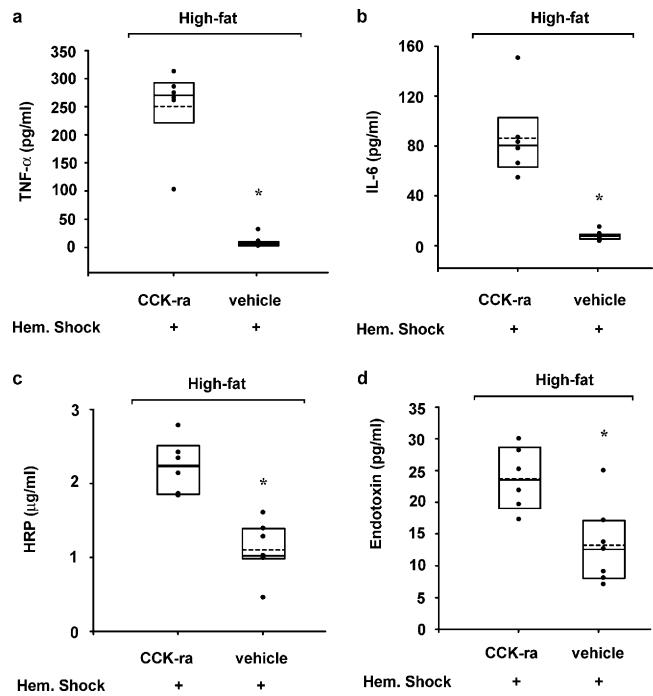 a
High-fat
350
300
250
200
150
100
50
0
TNF-α (pg/ml)
*
CCK-ra vehicle
Hem. Shock + +
b
High-fat
160
120
80
40
0
IL-6 (pg/ml)
*
CCK-ra vehicle
Hem. Shock + +
c
High-fat
3
2
1
0
HRP (μg/ml)
*
CCK-ra vehicle
Hem. Shock + +
d
High-fat
35
30
25
20
15
10
5
0
Endotoxin (pg/ml)
*
CCK-ra vehicle
Hem. Shock + +